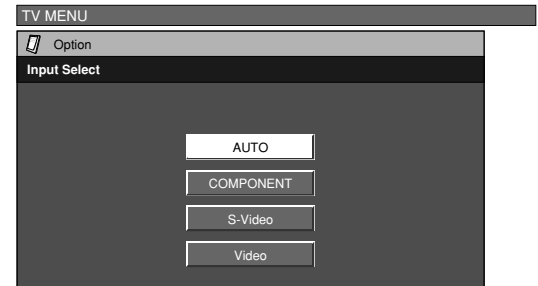 TV MENU
Option
Input Select
AUTO
COMPONENT
S-Video
Video